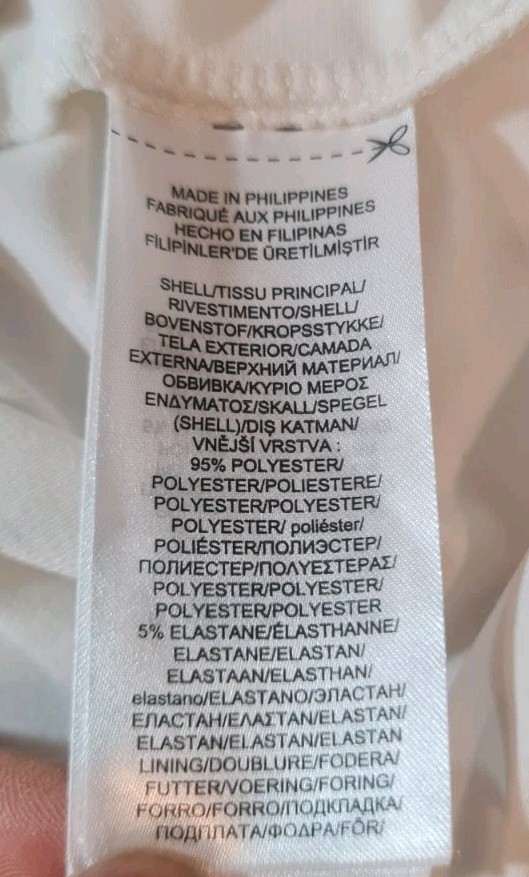 MADE IN PHILIPPINES
FABRIQUÉ AUX PHILIPPINES
HECHO EN FILIPINAS
FİLİPİNLER'DE ÜRETİLMİŞTİR
SHELL/TISSU PRINCIPAL/
RIVESTIMENTO/SHELL/
BOVENSTOF/KROPSSTYKKE/
TELA EXTERIOR/CAMADA
EXTERNA/ВЕРХНИЙ МАТЕРИАЛ/
ОБВИВКА/ΚΥΡΙΟ ΜΕΡΟΣ
ΕΝΔΥΜΑΤΟΣ/SKALL/SPEGEL
(SHELL)/DIŞ KATMAN/
VNĚJŠÍ VRSTVA :
95% POLYESTER/
POLYESTER/POLIESTERE/
POLYESTER/POLYESTER/
POLYESTER/ poliéster/
POLIÉSTER/ПОЛИЭСТЕР/
ПОЛИЕСТЕР/ΠΟΛΥΕΣΤΕΡΑΣ/
POLYESTER/POLYESTER/
POLYESTER/POLYESTER
5% ELASTANE/ÉLASTHANNE/
ELASTANE/ELASTAN/
ELASTAAN/ELASTHAN/
elastano/ELASTANO/ЭЛАСТАН/
ЕЛАСТАН/ΕΛΑΣΤΑΝ/ELASTAN/
ELASTAN/ELASTAN/ELASTAN
LINING/DOUBLURE/FODERA/
FUTTER/VOERING/FORING/
FORRO/FORRO/ПОДКЛАДКА/
ПОДПЛАТА/ΦΟΔΡΑ/FÔR/